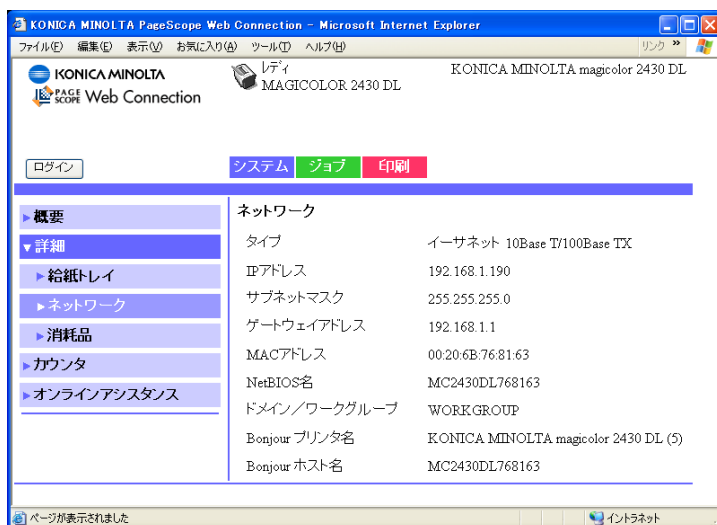 KONICA MINOLTA PageScope Web Connection - Microsoft Internet Explorer
ファイル(F) 編集(E) 表示(V) お気に入り(A) ツール(T) ヘルプ(H) リンク »
KONICA MINOLTA
レディ
MAGICOLOR 2430 DL
KONICA MINOLTA magicolor 2430 DL
PAGE SCOPE Web Connection
ログイン
システム ジョブ 印刷
概要
詳細
給紙トレイ
ネットワーク
消耗品
カウンタ
オンラインアシスタンス
ネットワーク
タイプ イーサネット 10Base T/100Base TX
IPアドレス 192.168.1.190
サブネットマスク 255.255.255.0
ゲートウェイアドレス 192.168.1.1
MACアドレス 00:20:6B:76:81:63
NetBIOS名 MC2430DL768163
ドメイン／ワークグループ WORKGROUP
Bonjour プリンタ名 KONICA MINOLTA magicolor 2430 DL (5)
Bonjour ホスト名 MC2430DL768163
ページが表示されました イントラネット